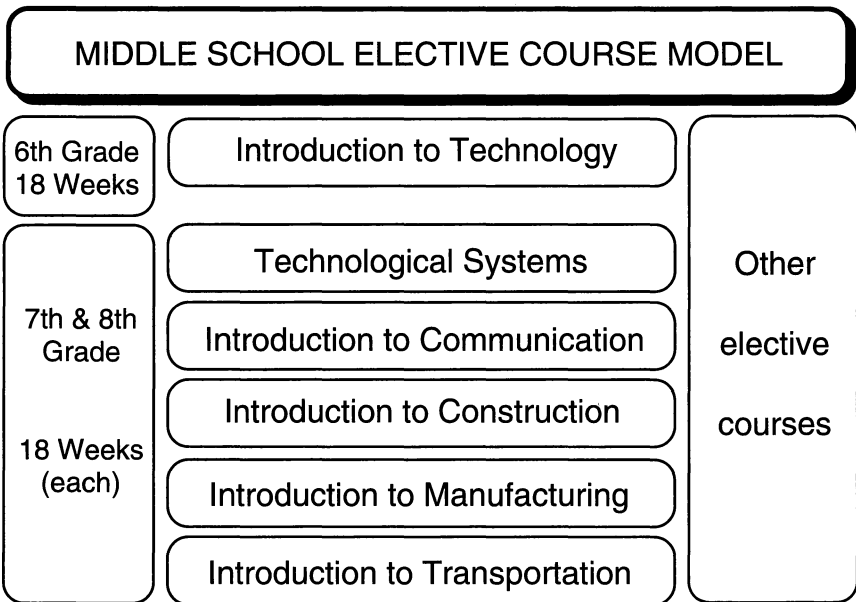 MIDDLE SCHOOL ELECTIVE COURSE MODEL
6th Grade
18 Weeks
Introduction to Technology
7th & 8th
Grade
18 Weeks
(each)
Technological Systems
Introduction to Communication
Introduction to Construction
Introduction to Manufacturing
Introduction to Transportation
Other
elective
courses